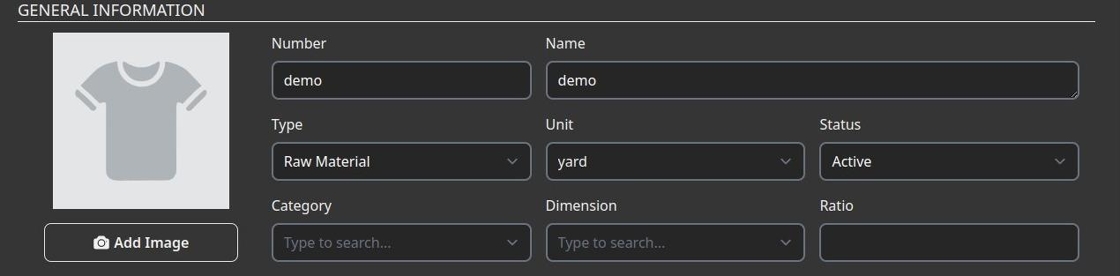 GENERAL INFORMATION
Number
Name
demo
demo
Type
Unit
Status
Raw Material
yard
Active
Category
Dimension
Ratio
Add Image
Type to search...
Type to search...